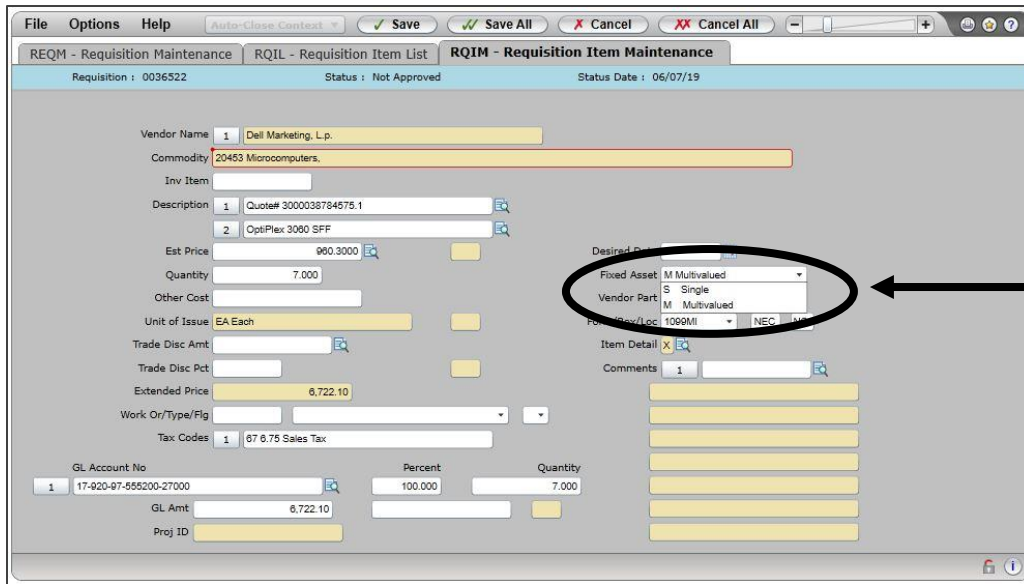 File Options Help Auto-Close Context Save Save All Cancel Cancel All
REQM - Requisition Maintenance RQIL - Requisition Item List RQIM - Requisition Item Maintenance
Requisition : 0036522 Status : Not Approved Status Date : 06/07/19
Vendor Name 1 Dell Marketing, L.p.
Commodity 20453 Microcomputers,
Inv Item
Description 1 Quote# 3000038784575.1
2 OptiPlex 3060 SFF
Est Price 960.3000 Desired
Quantity 7.000 Fixed Asset M Multivalued
S Single
Other Cost Vendor Part M Multivalued
Unit of Issue EA Each 1099MI NEC
Trade Disc Amt Item Detail X
Trade Disc Pct Comments 1
Extended Price 6,722.10
Work Or/Type/Flg
Tax Codes 1 67 6.75 Sales Tax
GL Account No Percent Quantity
1 17-920-97-555200-27000 100.000 7.000
GL Amt 6,722.10
Proj ID